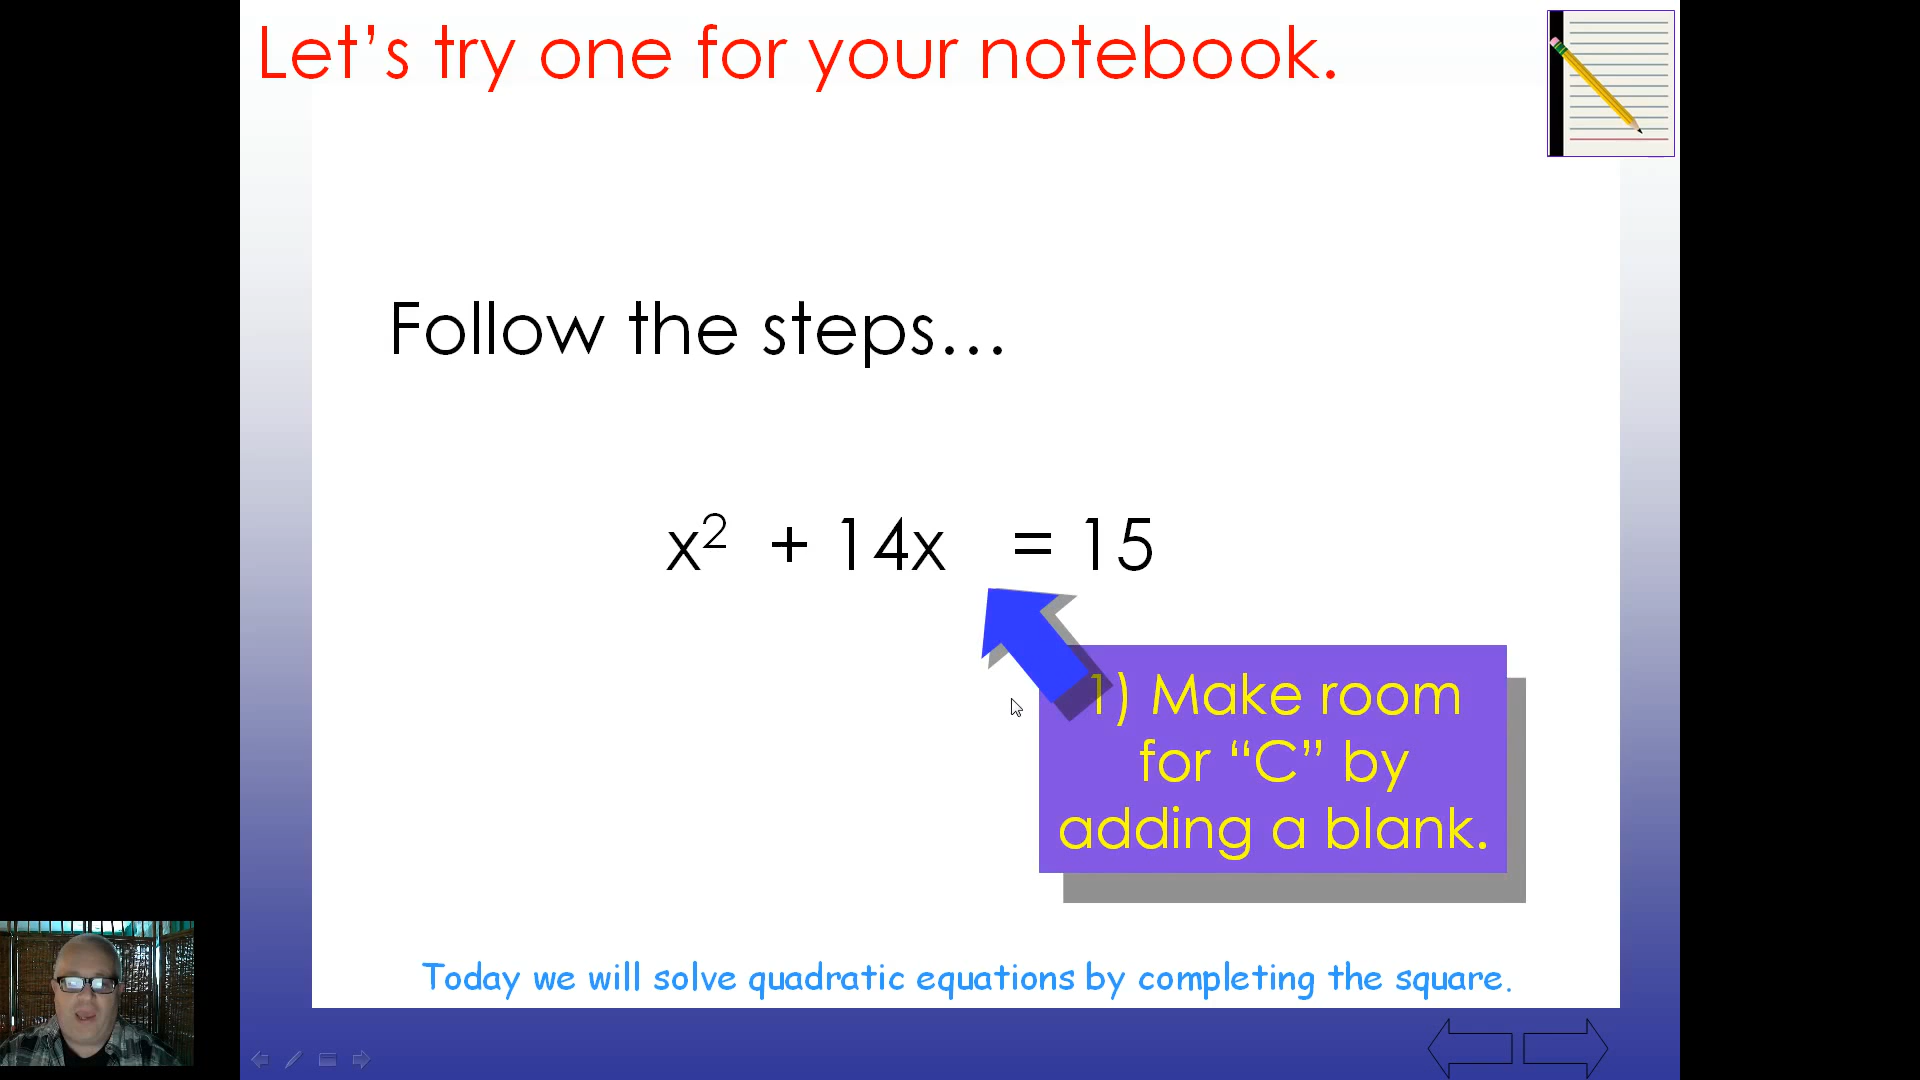 Let’s try one for your notebook.
Follow the steps…
x² + 14x = 15
1) Make room
for “C” by
adding a blank.
Today we will solve quadratic equations by completing the square.